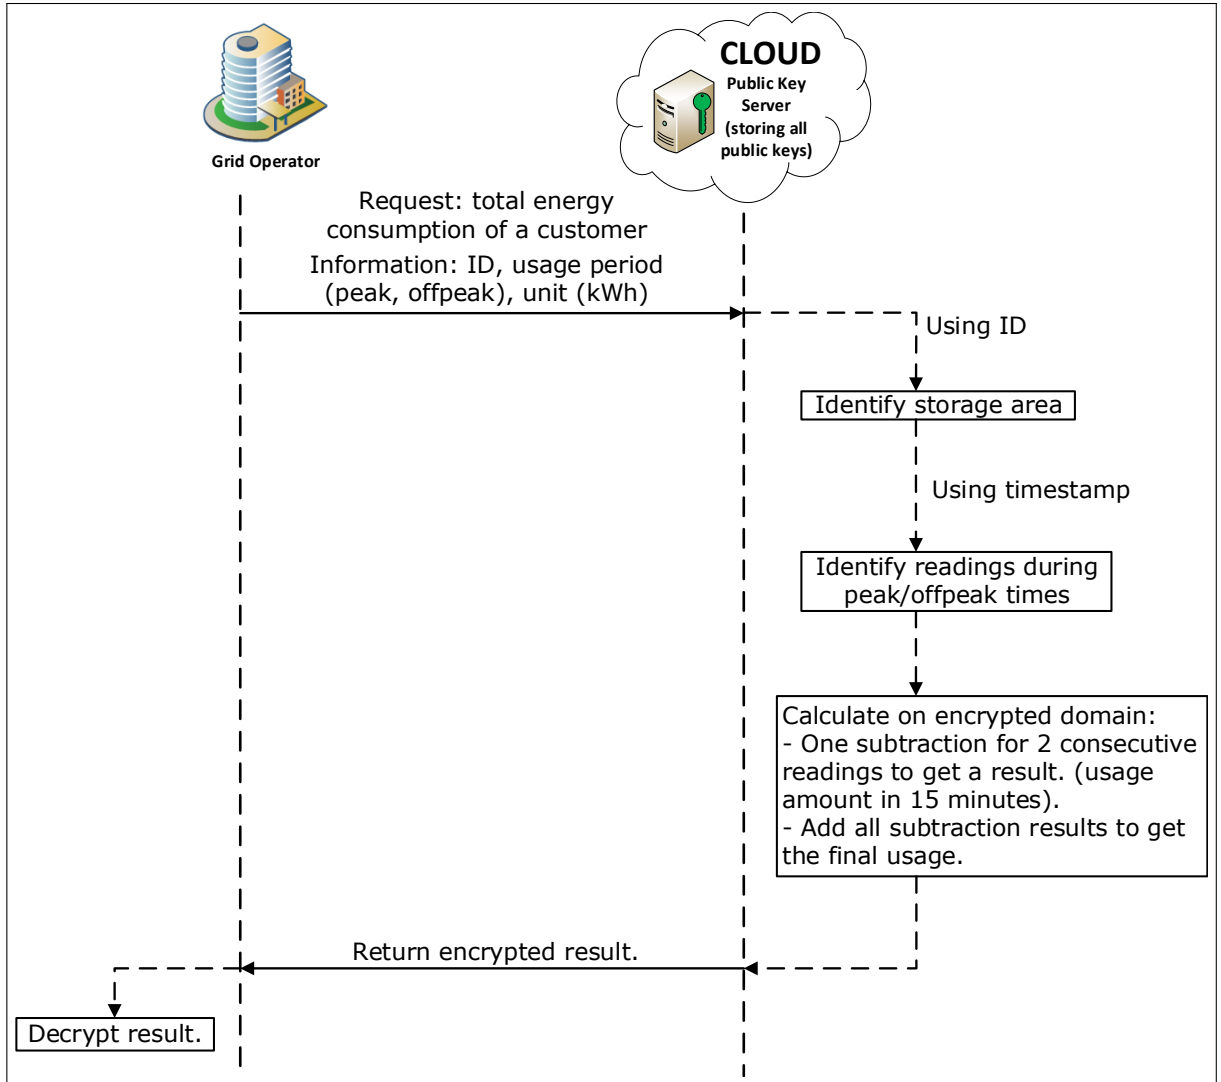 CLOUD
Public Key
Server
(storing all
public keys)
Grid Operator
Request: total energy
consumption of a customer
Information: ID, usage period
(peak, offpeak), unit (kWh)
Using ID
Identify storage area
Using timestamp
Identify readings during
peak/offpeak times
Calculate on encrypted domain:
- One subtraction for 2 consecutive
readings to get a result. (usage
amount in 15 minutes).
- Add all subtraction results to get
the final usage.
Return encrypted result.
Decrypt result.